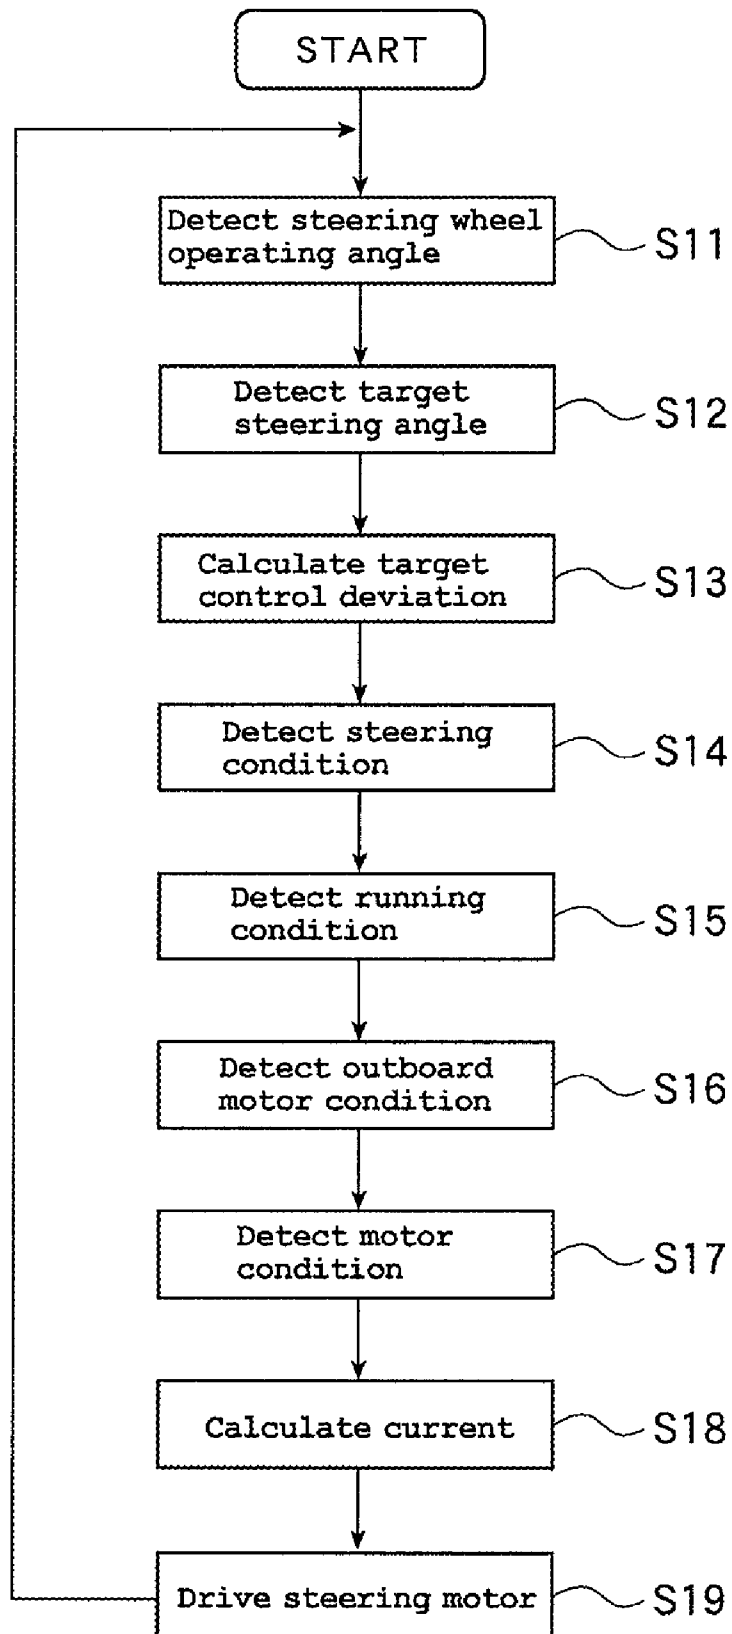 START
Detect steering wheel
operating angle
S11
Detect target
steering angle
S12
Calculate target
control deviation
S13
Detect steering
condition
S14
Detect running
condition
S15
Detect outboard
motor condition
S16
Detect motor
condition
S17
Calculate current
S18
Drive steering motor
S19